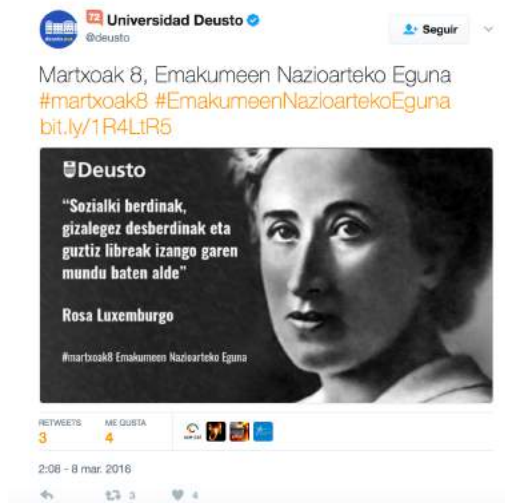 Universidad Deusto
@deusto
Seguir
Martxoak 8, Emakumeen Nazioarteko Eguna
#martxoak8 #EmakumeenNazioartekoEguna
bit.ly/1R4LtR5
Deusto
“Sozialki berdinak,
gizalegez desberdinak eta
guztiz libreak izango garen
mundu baten alde”
Rosa Luxemburgo
#martxoak8 Emakumeen Nazioarteko Eguna
RETWEETS
3
ME GUSTA
4
2:08 - 8 mar. 2016
3
4